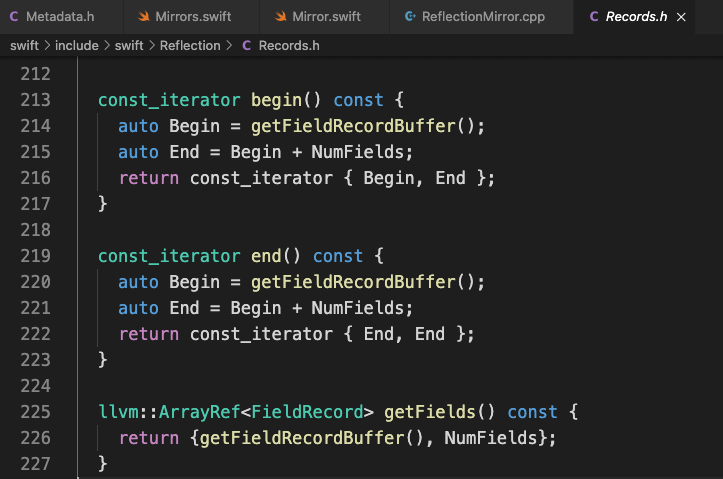 C Metadata.h Mirrors.swift Mirror.swift C++ ReflectionMirror.cpp C Records.h ×
swift > include > swift > Reflection > C Records.h
212
213 const_iterator begin() const {
214 auto Begin = getFieldRecordBuffer();
215 auto End = Begin + NumFields;
216 return const_iterator { Begin, End };
217 }
218
219 const_iterator end() const {
220 auto Begin = getFieldRecordBuffer();
221 auto End = Begin + NumFields;
222 return const_iterator { End, End };
223 }
224
225 llvm::ArrayRef<FieldRecord> getFields() const {
226 return {getFieldRecordBuffer(), NumFields};
227 }